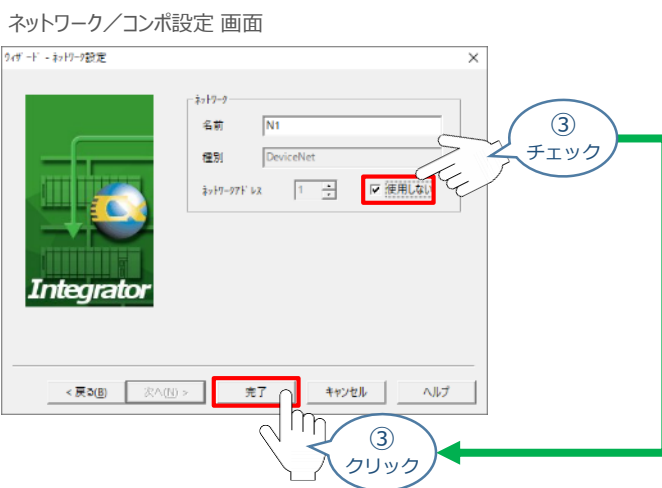 ネットワーク／コンポ設定 画面
ｳｨｻﾞｰﾄﾞ - ﾈｯﾄﾜｰｸ設定
ﾈｯﾄﾜｰｸ
名前 N1
種別 DeviceNet
ﾈｯﾄﾜｰｸｱﾄﾞﾚｽ 1 使用しない
③
チェック
Integrator
< 戻る(B) 次へ(N) > 完了 キャンセル ヘルプ
③
クリック